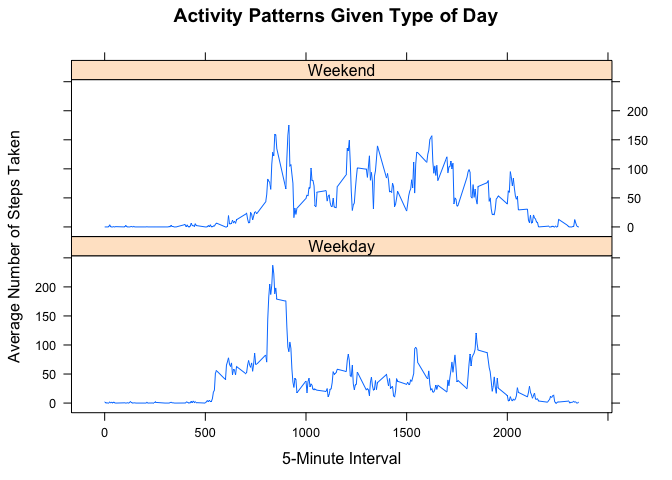 Activity Patterns Given Type of Day
Weekend
200
150
100
50
0
Weekday
200
150
100
50
0
Average Number of Steps Taken
0 500 1000 1500 2000
5-Minute Interval